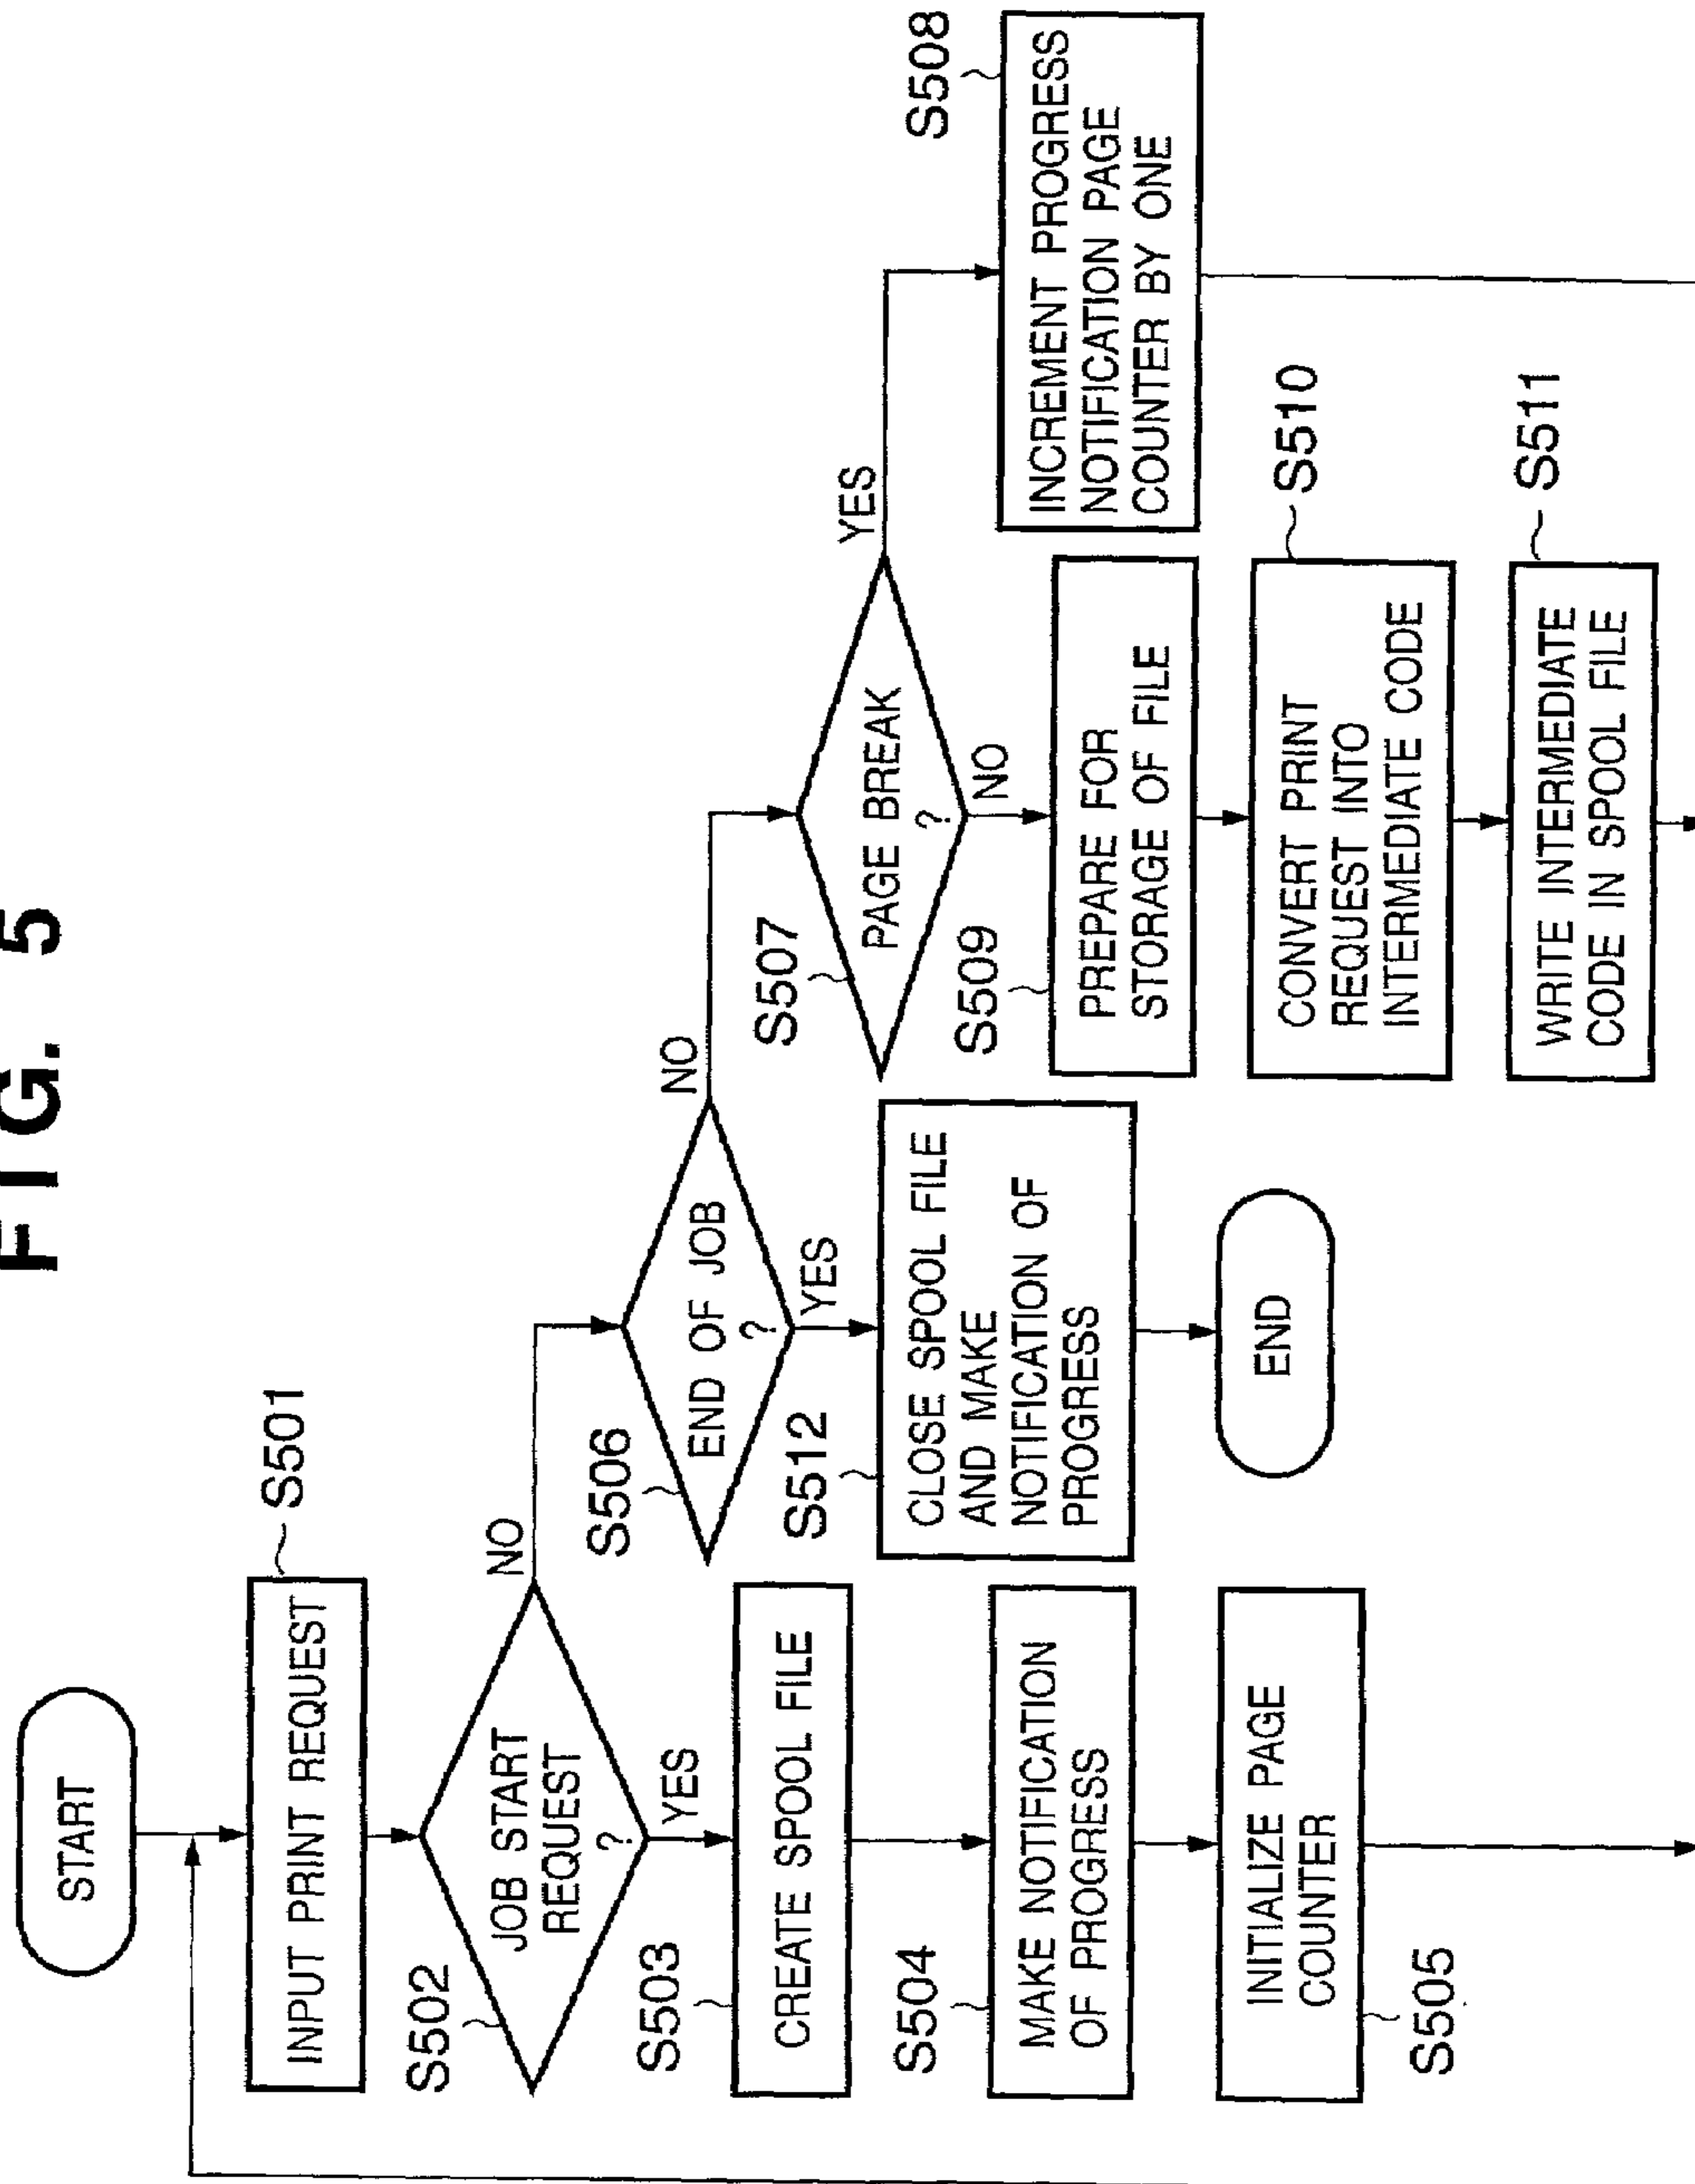 FIG. 5
START
INPUT PRINT REQUEST
S501
S502
JOB START
REQUEST
?
NO
YES
S503
CREATE SPOOL FILE
S504
MAKE NOTIFICATION
OF PROGRESS
INITIALIZE PAGE
COUNTER
S505
S506
END OF JOB
?
NO
YES
S512
CLOSE SPOOL FILE
AND MAKE
NOTIFICATION OF
PROGRESS
END
S507
PAGE BREAK
?
YES
NO
S508
INCREMENT PROGRESS
NOTIFICATION PAGE
COUNTER BY ONE
S509
PREPARE FOR
STORAGE OF FILE
CONVERT PRINT
REQUEST INTO
INTERMEDIATE CODE
S510
WRITE INTERMEDIATE
CODE IN SPOOL FILE
S511